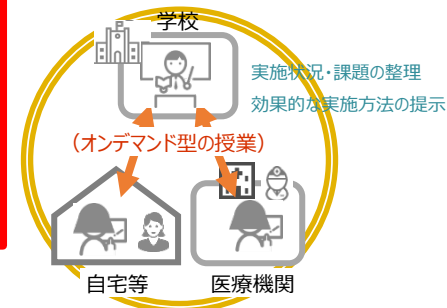 学校
実施状況・課題の整理
効果的な実施方法の提示
(オンデマンド型の授業)
自宅等
医療機関